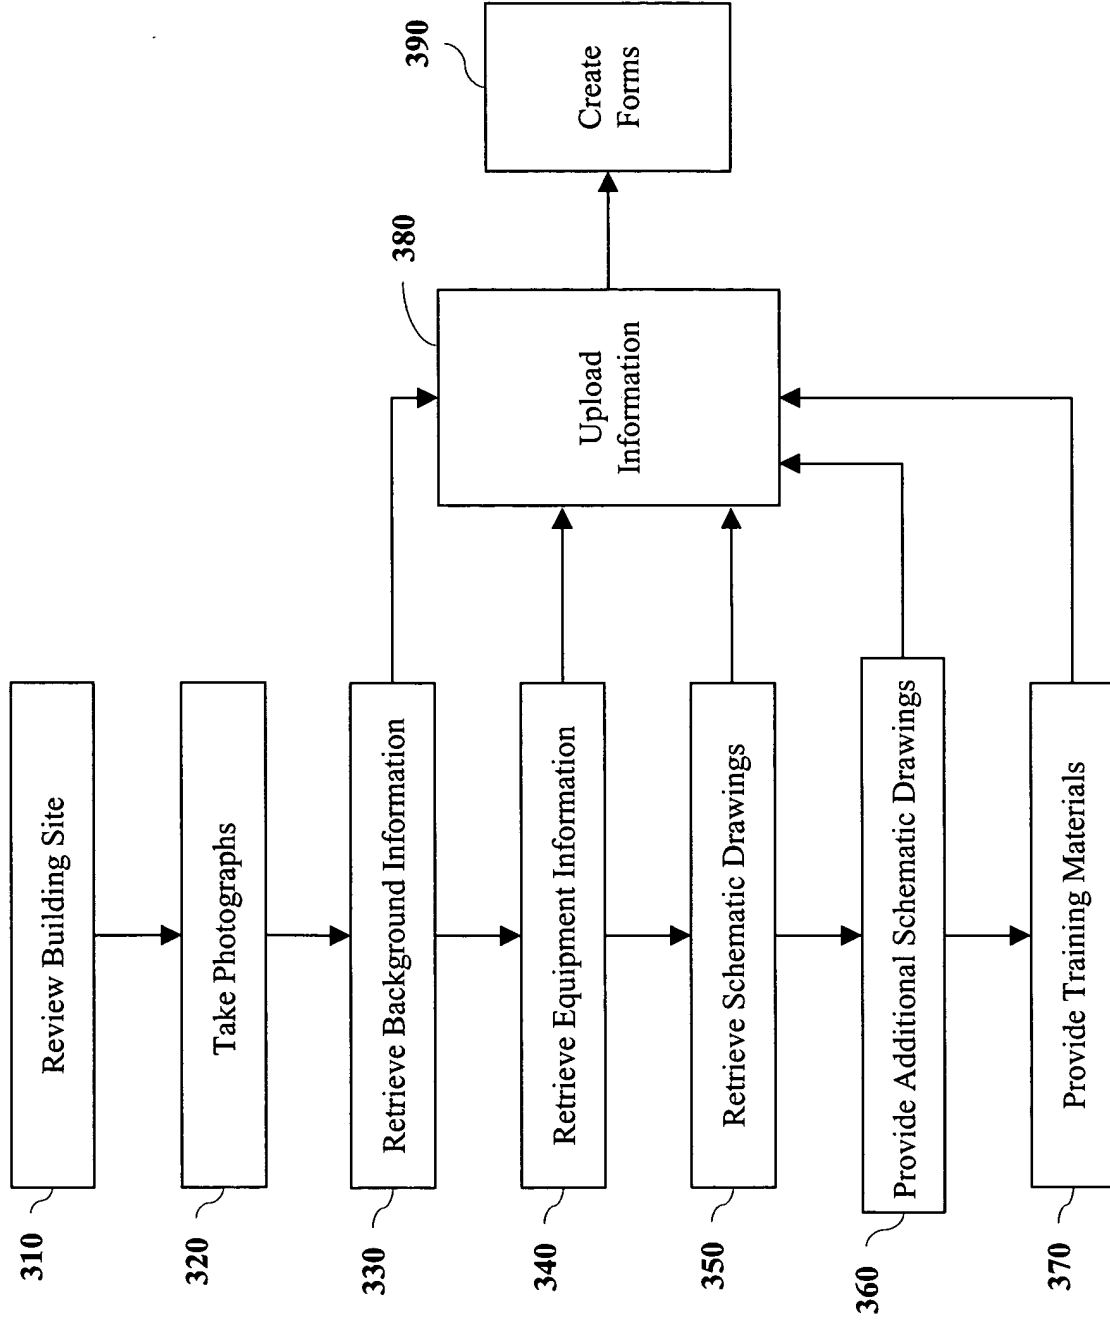 310
Review Building Site
320
Take Photographs
330
Retrieve Background Information
340
Retrieve Equipment Information
350
Retrieve Schematic Drawings
360
Provide Additional Schematic Drawings
370
Provide Training Materials
380
Upload
Information
390
Create
Forms